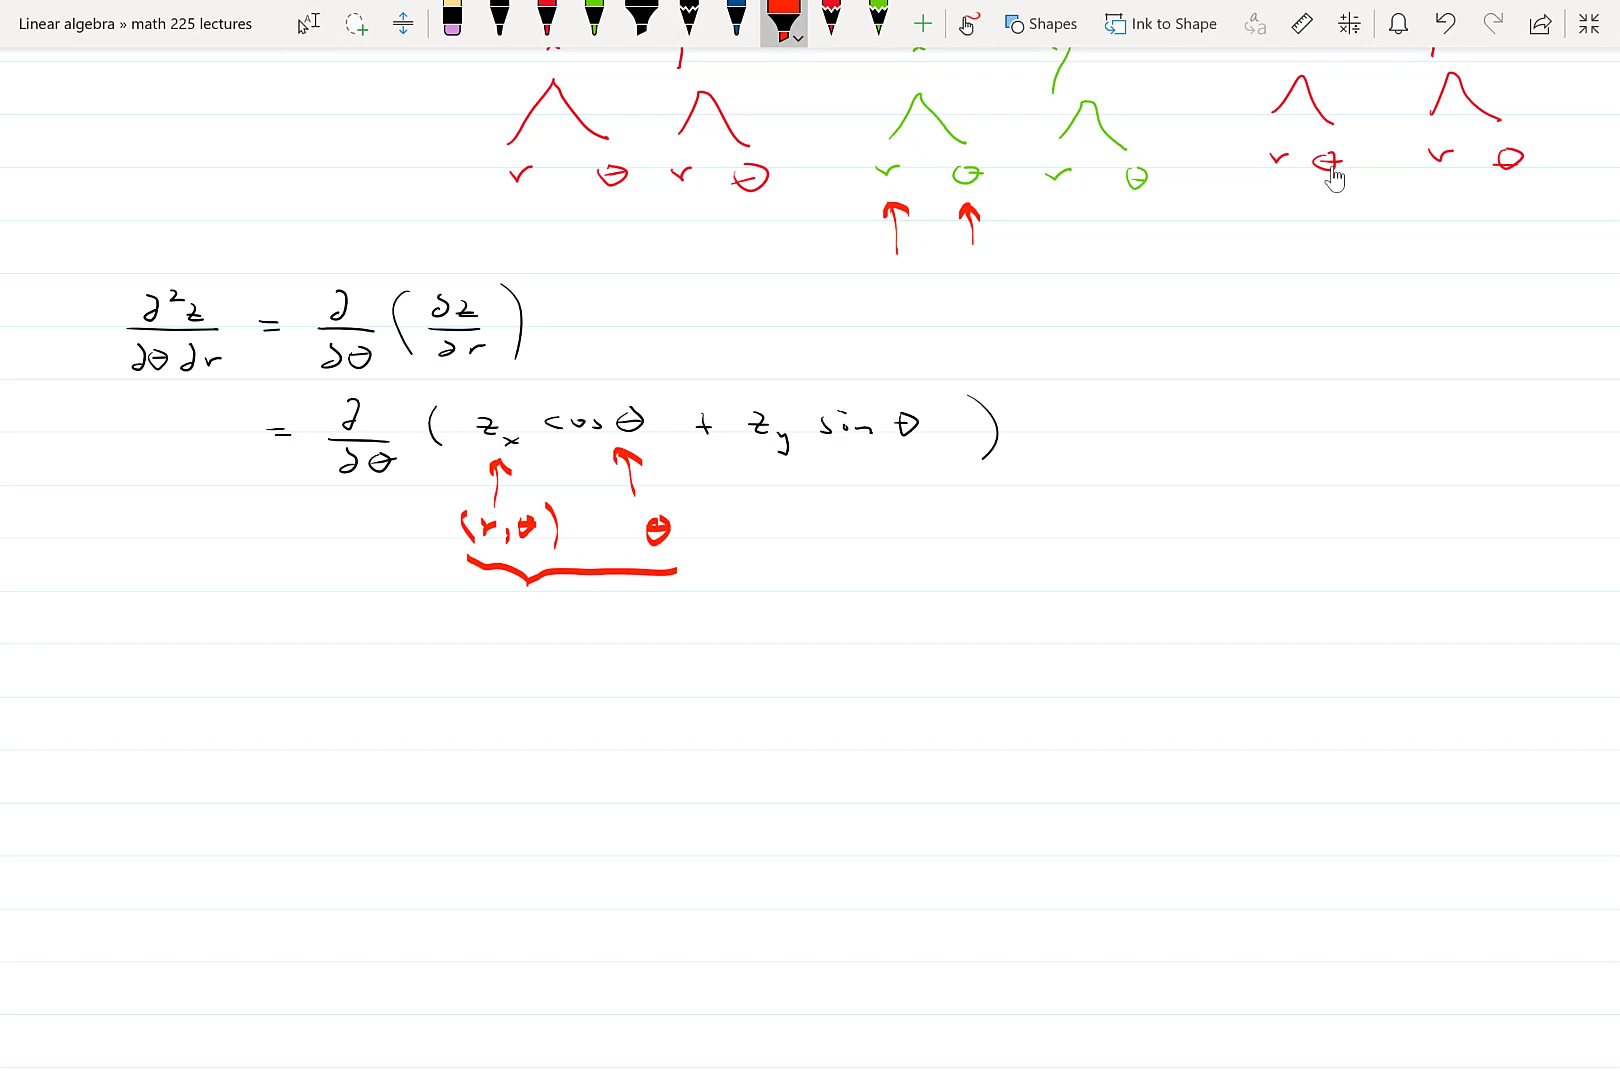 Linear algebra » math 225 lectures
Shapes
Ink to Shape
r θ r θ r θ r θ r θ r θ
∂²z/∂θ∂r = ∂/∂θ (∂z/∂r)
= ∂/∂θ ( z_x cos θ + z_y sin θ )
(r, θ) θ